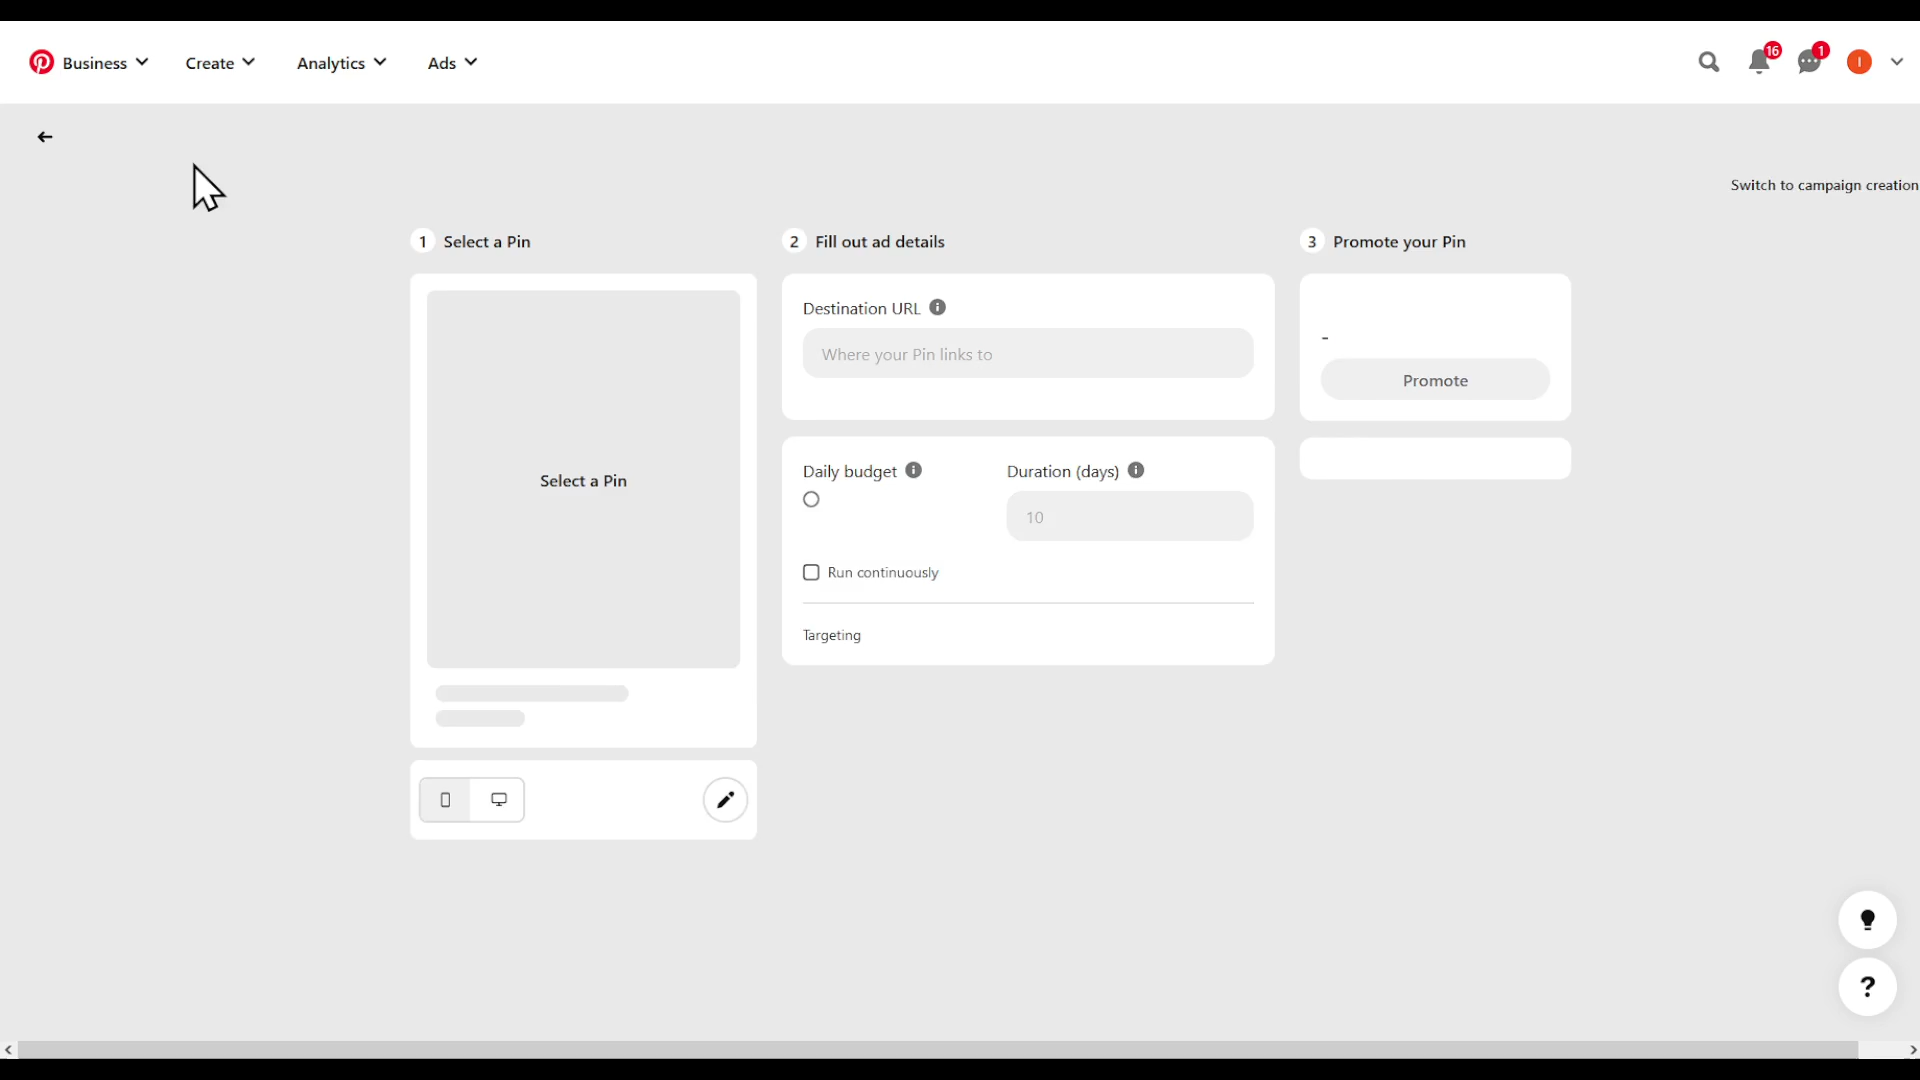 Business
Create
Analytics
Ads
16
1
I
Switch to campaign creation
1 Select a Pin
2 Fill out ad details
3 Promote your Pin
Select a Pin
Destination URL
Where your Pin links to
Daily budget
Duration (days)
10
Run continuously
Targeting
-
Promote
?